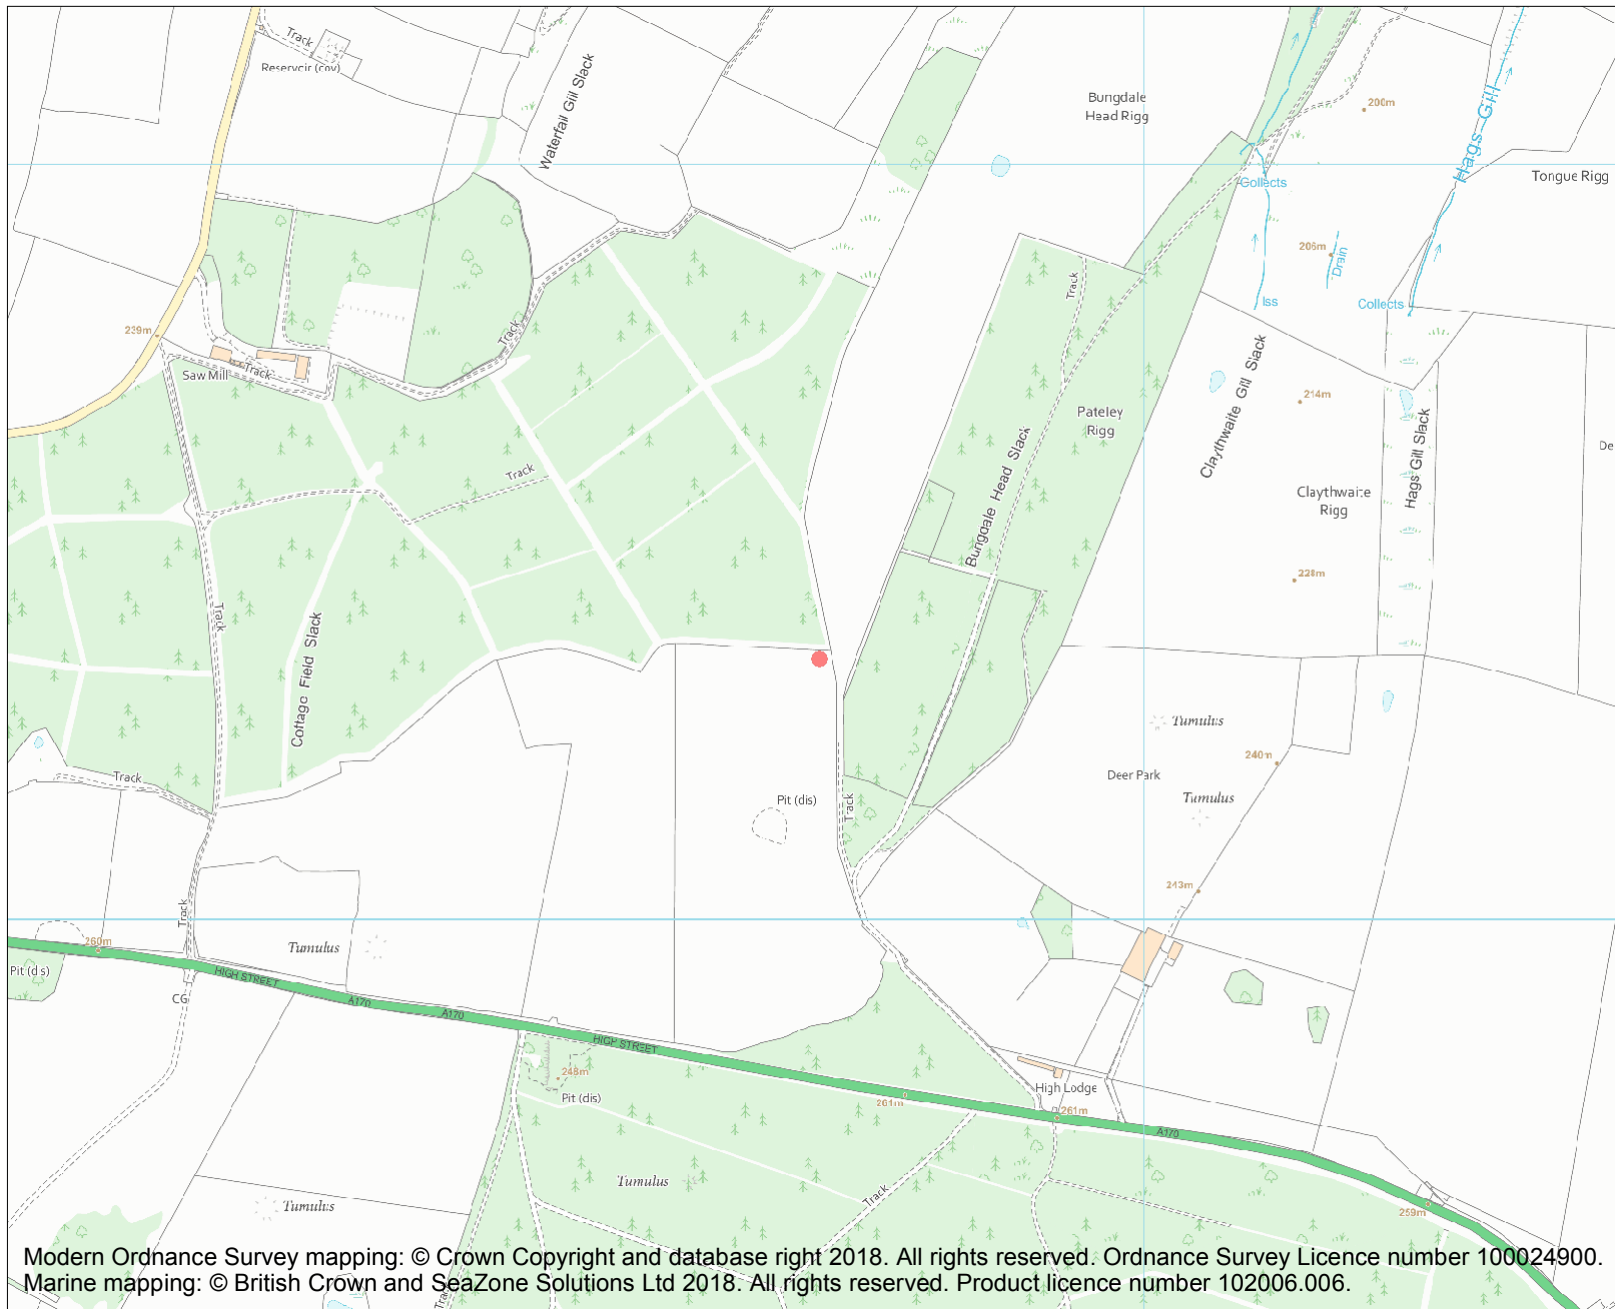 Track
Reservoir (cov)
Waterfall Gill Slack
Bungdale
Head Rigg
200m
Hags Gill
Tongue Rigg
Collects
206m
Drain
Iss
Collects
Track
239m
Track
Saw Mill
Track
Pateley
Rigg
Claythwaite Gill Slack
214m
Hags Gill Slack
De
Bungdale Head Slack
Track
Claythwaite
Rigg
228m
Track
Cottage Field Slack
Tumulus
240m
Deer Park
Track
Pit (dis)
Track
Tumulus
243m
Track
260m
Tumulus
Pit (dis)
HIGH STREET
CG
A170
A170
HIGH STREET
248m
Pit (dis)
261m
High Lodge
261m
A170
Tumulus
Track
Tumulus
259m
Modern Ordnance Survey mapping: © Crown Copyright and database right 2018. All rights reserved. Ordnance Survey Licence number 100024900.
Marine mapping: © British Crown and SeaZone Solutions Ltd 2018. All rights reserved. Product licence number 102006.006.
Track